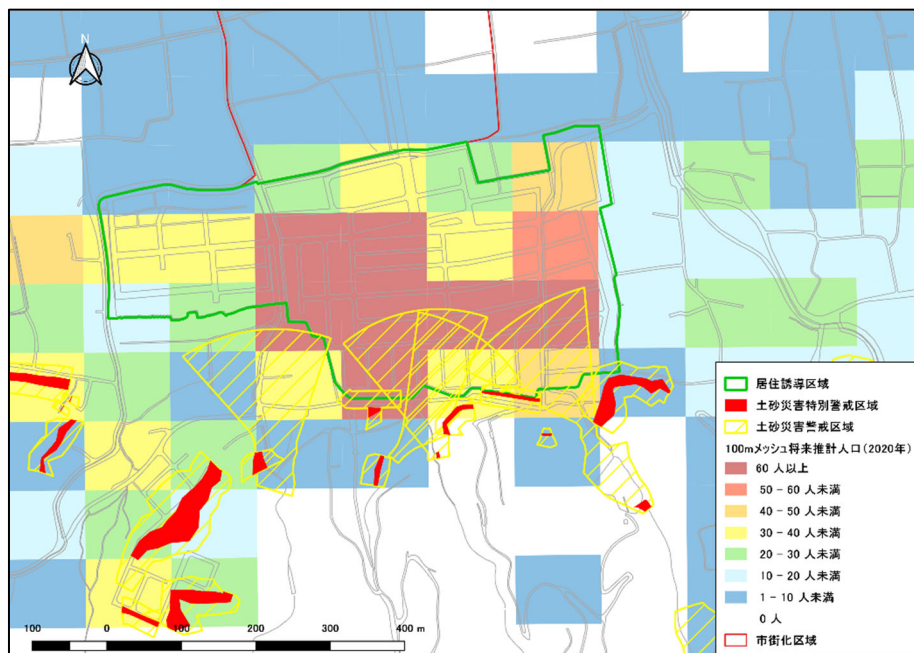 N
居住誘導区域
土砂災害特別警戒区域
土砂災害警戒区域
100mメッシュ将来推計人口(2020年)
60 人以上
50 - 60 人未満
40 - 50 人未満
30 - 40 人未満
20 - 30 人未満
10 - 20 人未満
1 - 10 人未満
0 人
市街化区域
100 0 100 200 300 400 m